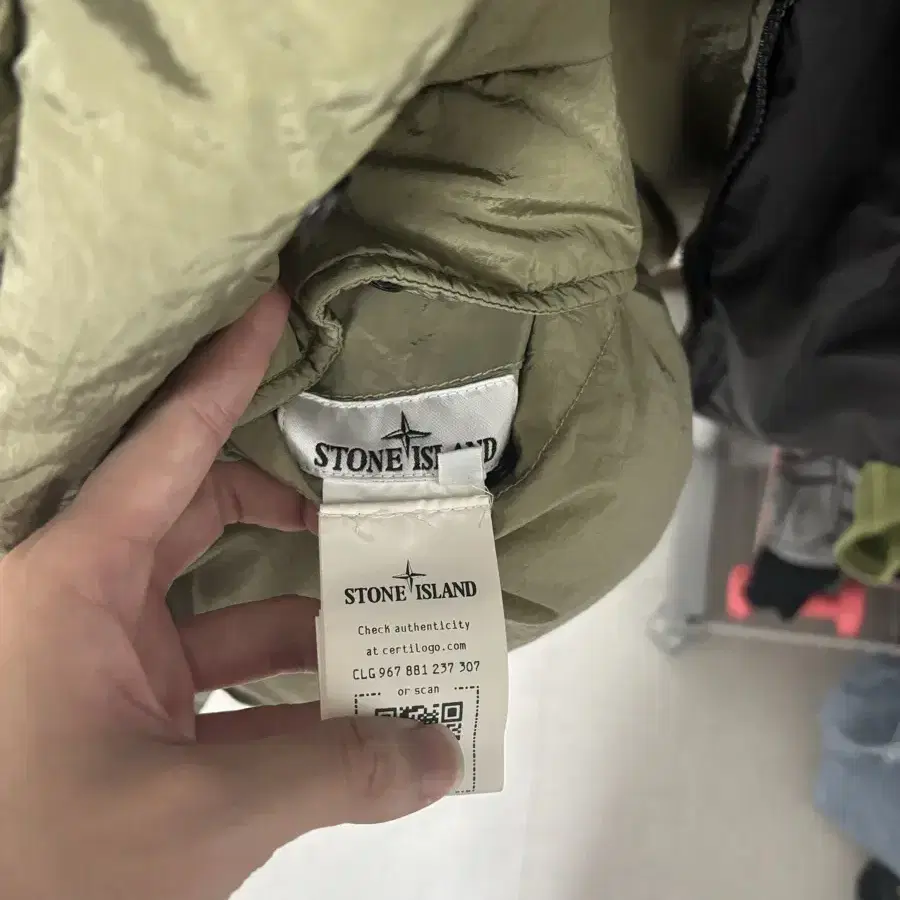 STONE ISLAND
STONE ISLAND
Check authenticity
at certilogo.com
CLG 967 881 237 307
or scan